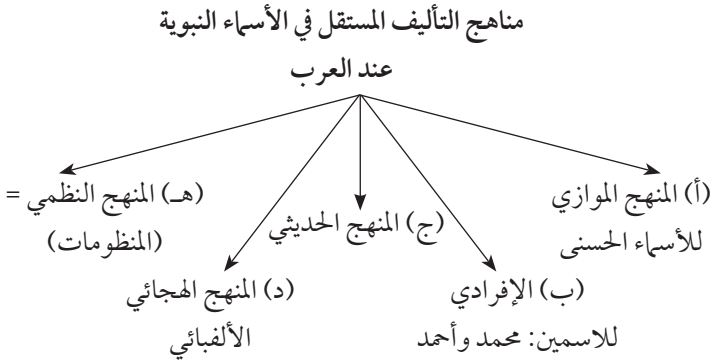 مناهج التأليف المستقل في الأسماء النبوية
عند العرب
(أ) المنهج الموازي
للأسماء الحسنى
(ب) الإفرادي
للاسمين: محمد وأحمد
(ج) المنهج الحديثي
(د) المنهج الهجائي
الألفبائي
(هـ) المنهج النظمي =
(المنظومات)